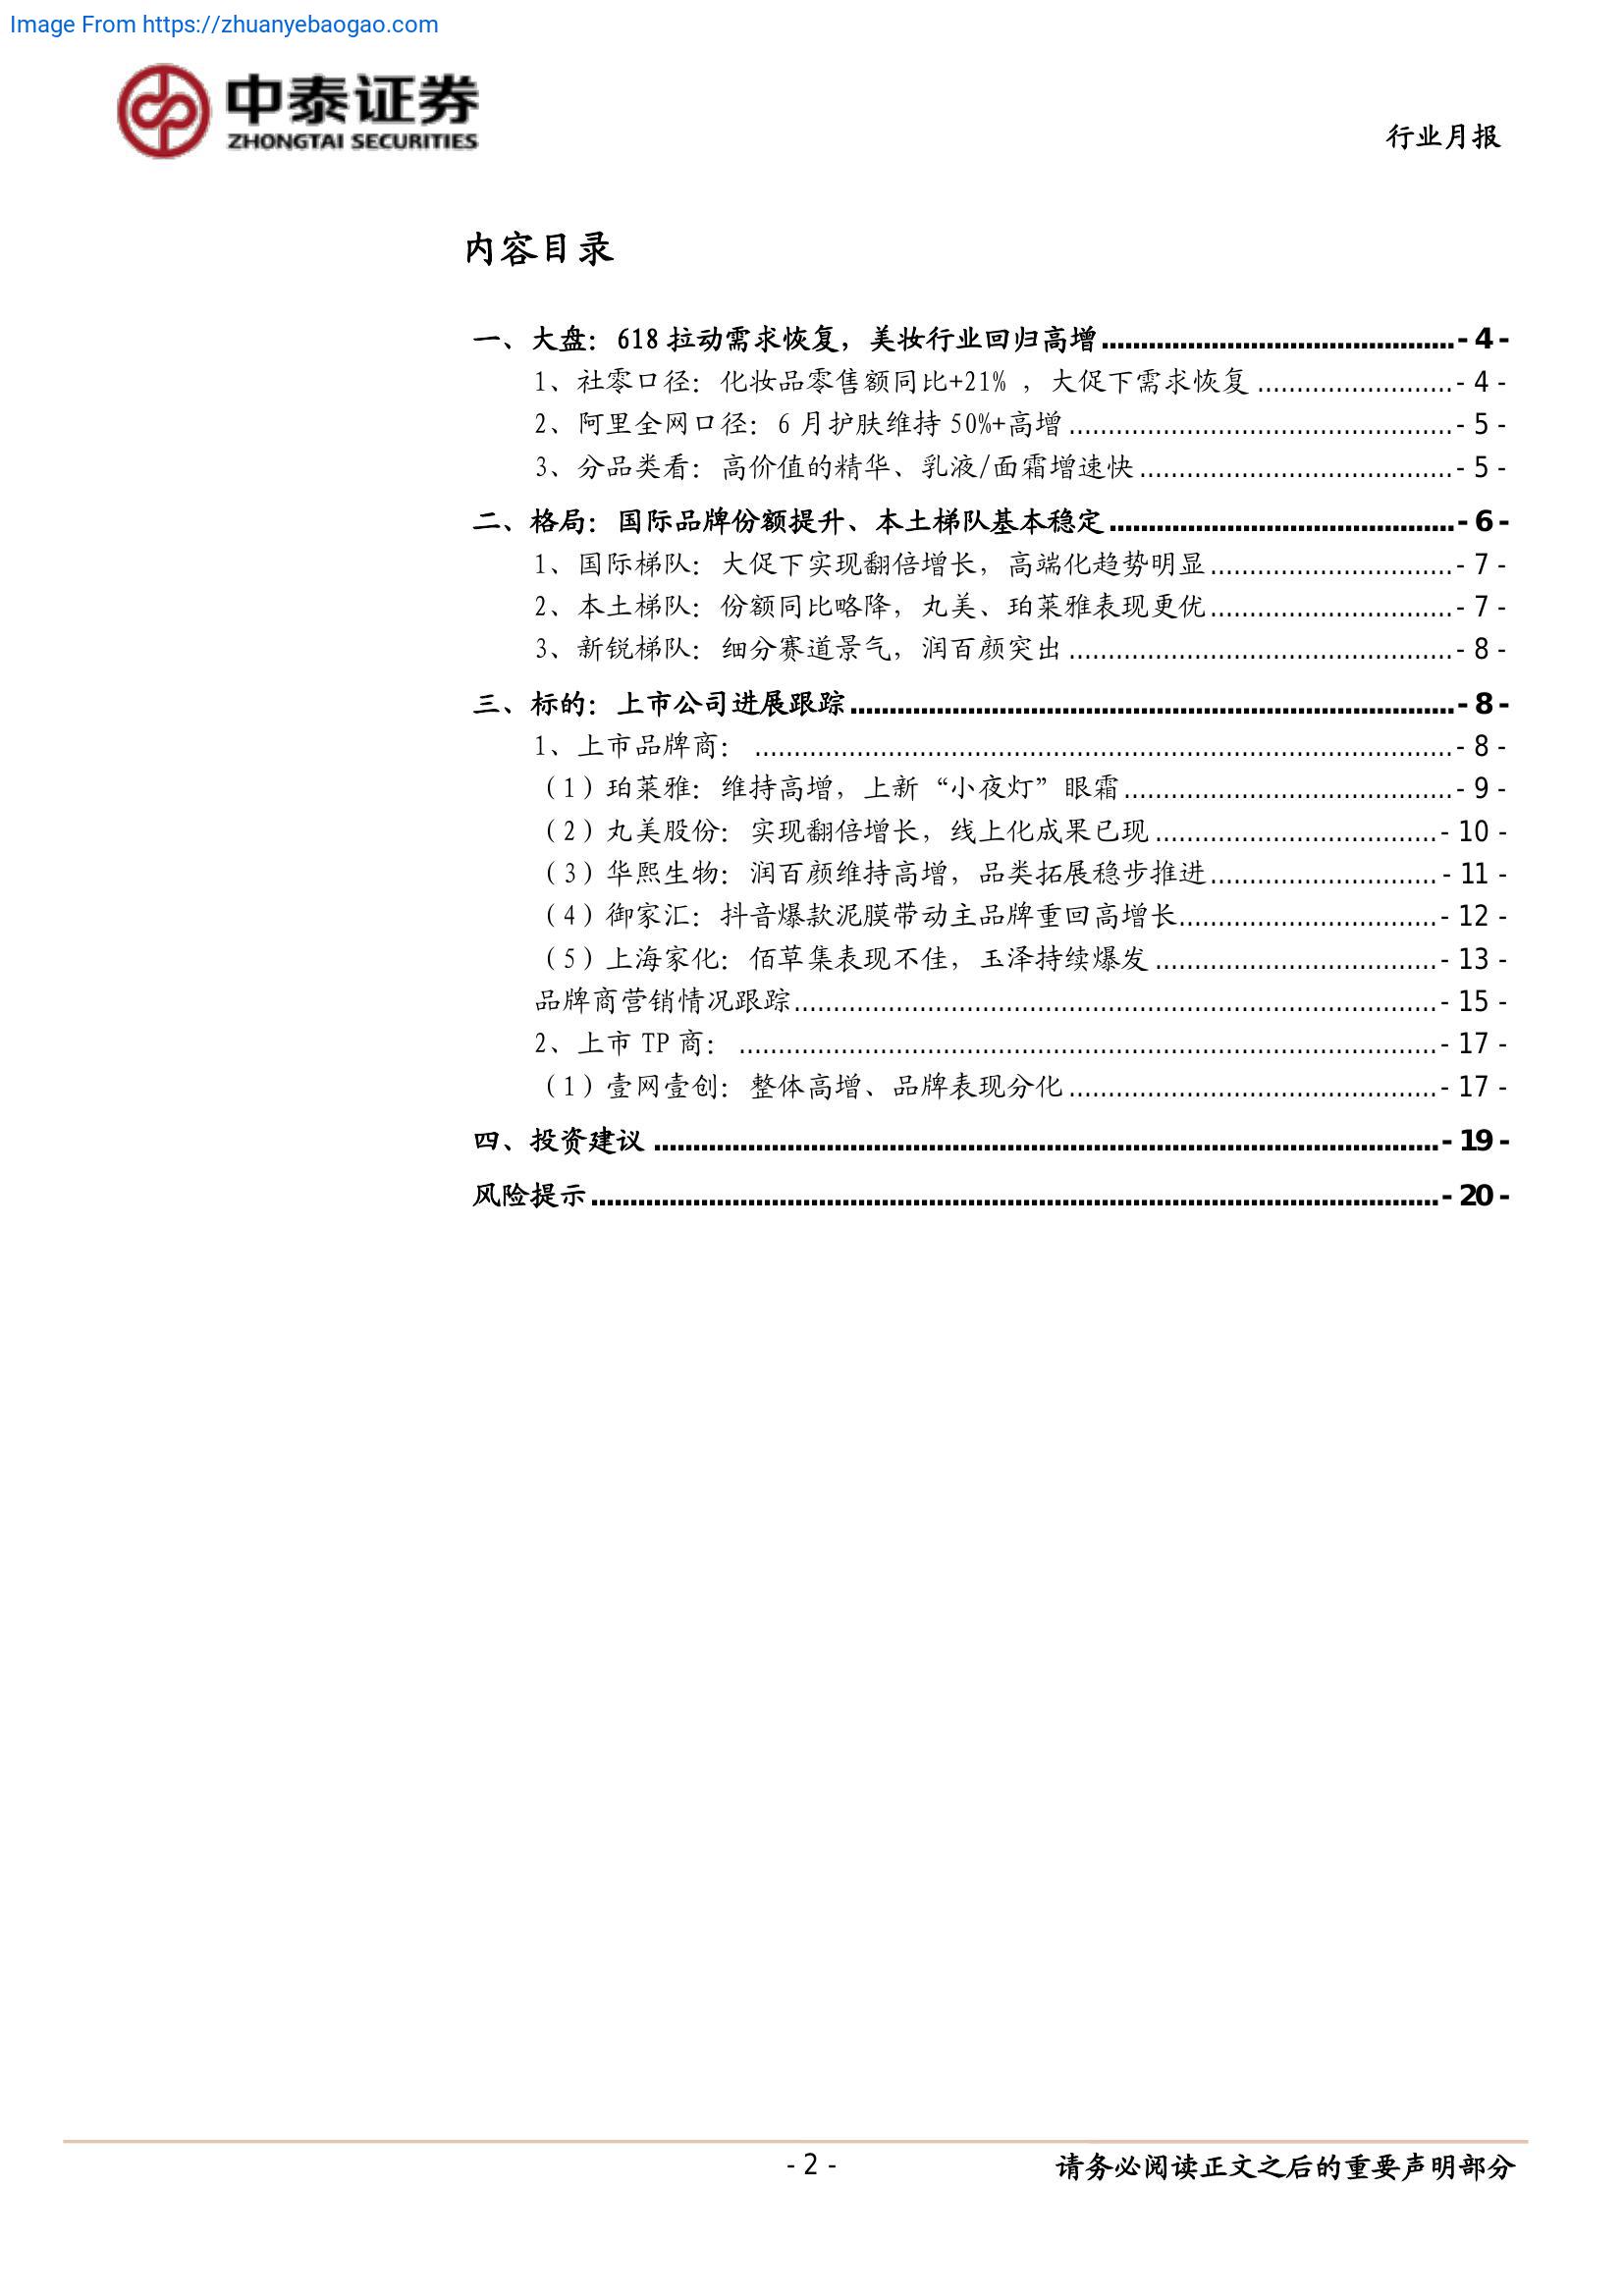 Image From https://zhuanyebaogao.com
中泰证券
ZHONGTAI SECURITIES
行业月报
内容目录
一、大盘：618 拉动需求恢复，美妆行业回归高增 - 4 -
1、社零口径：化妆品零售额同比+21% ，大促下需求恢复 - 4 -
2、阿里全网口径：6 月护肤维持 50%+高增 - 5 -
3、分品类看：高价值的精华、乳液/面霜增速快 - 5 -
二、格局：国际品牌份额提升、本土梯队基本稳定 - 6 -
1、国际梯队：大促下实现翻倍增长，高端化趋势明显 - 7 -
2、本土梯队：份额同比略降，丸美、珀莱雅表现更优 - 7 -
3、新锐梯队：细分赛道景气，润百颜突出 - 8 -
三、标的：上市公司进展跟踪 - 8 -
1、上市品牌商： - 8 -
（1）珀莱雅：维持高增，上新“小夜灯”眼霜 - 9 -
（2）丸美股份：实现翻倍增长，线上化成果已现 - 10 -
（3）华熙生物：润百颜维持高增，品类拓展稳步推进 - 11 -
（4）御家汇：抖音爆款泥膜带动主品牌重回高增长 - 12 -
（5）上海家化：佰草集表现不佳，玉泽持续爆发 - 13 -
品牌商营销情况跟踪 - 15 -
2、上市 TP 商： - 17 -
（1）壹网壹创：整体高增、品牌表现分化 - 17 -
四、投资建议 - 19 -
风险提示 - 20 -
- 2 -
请务必阅读正文之后的重要声明部分